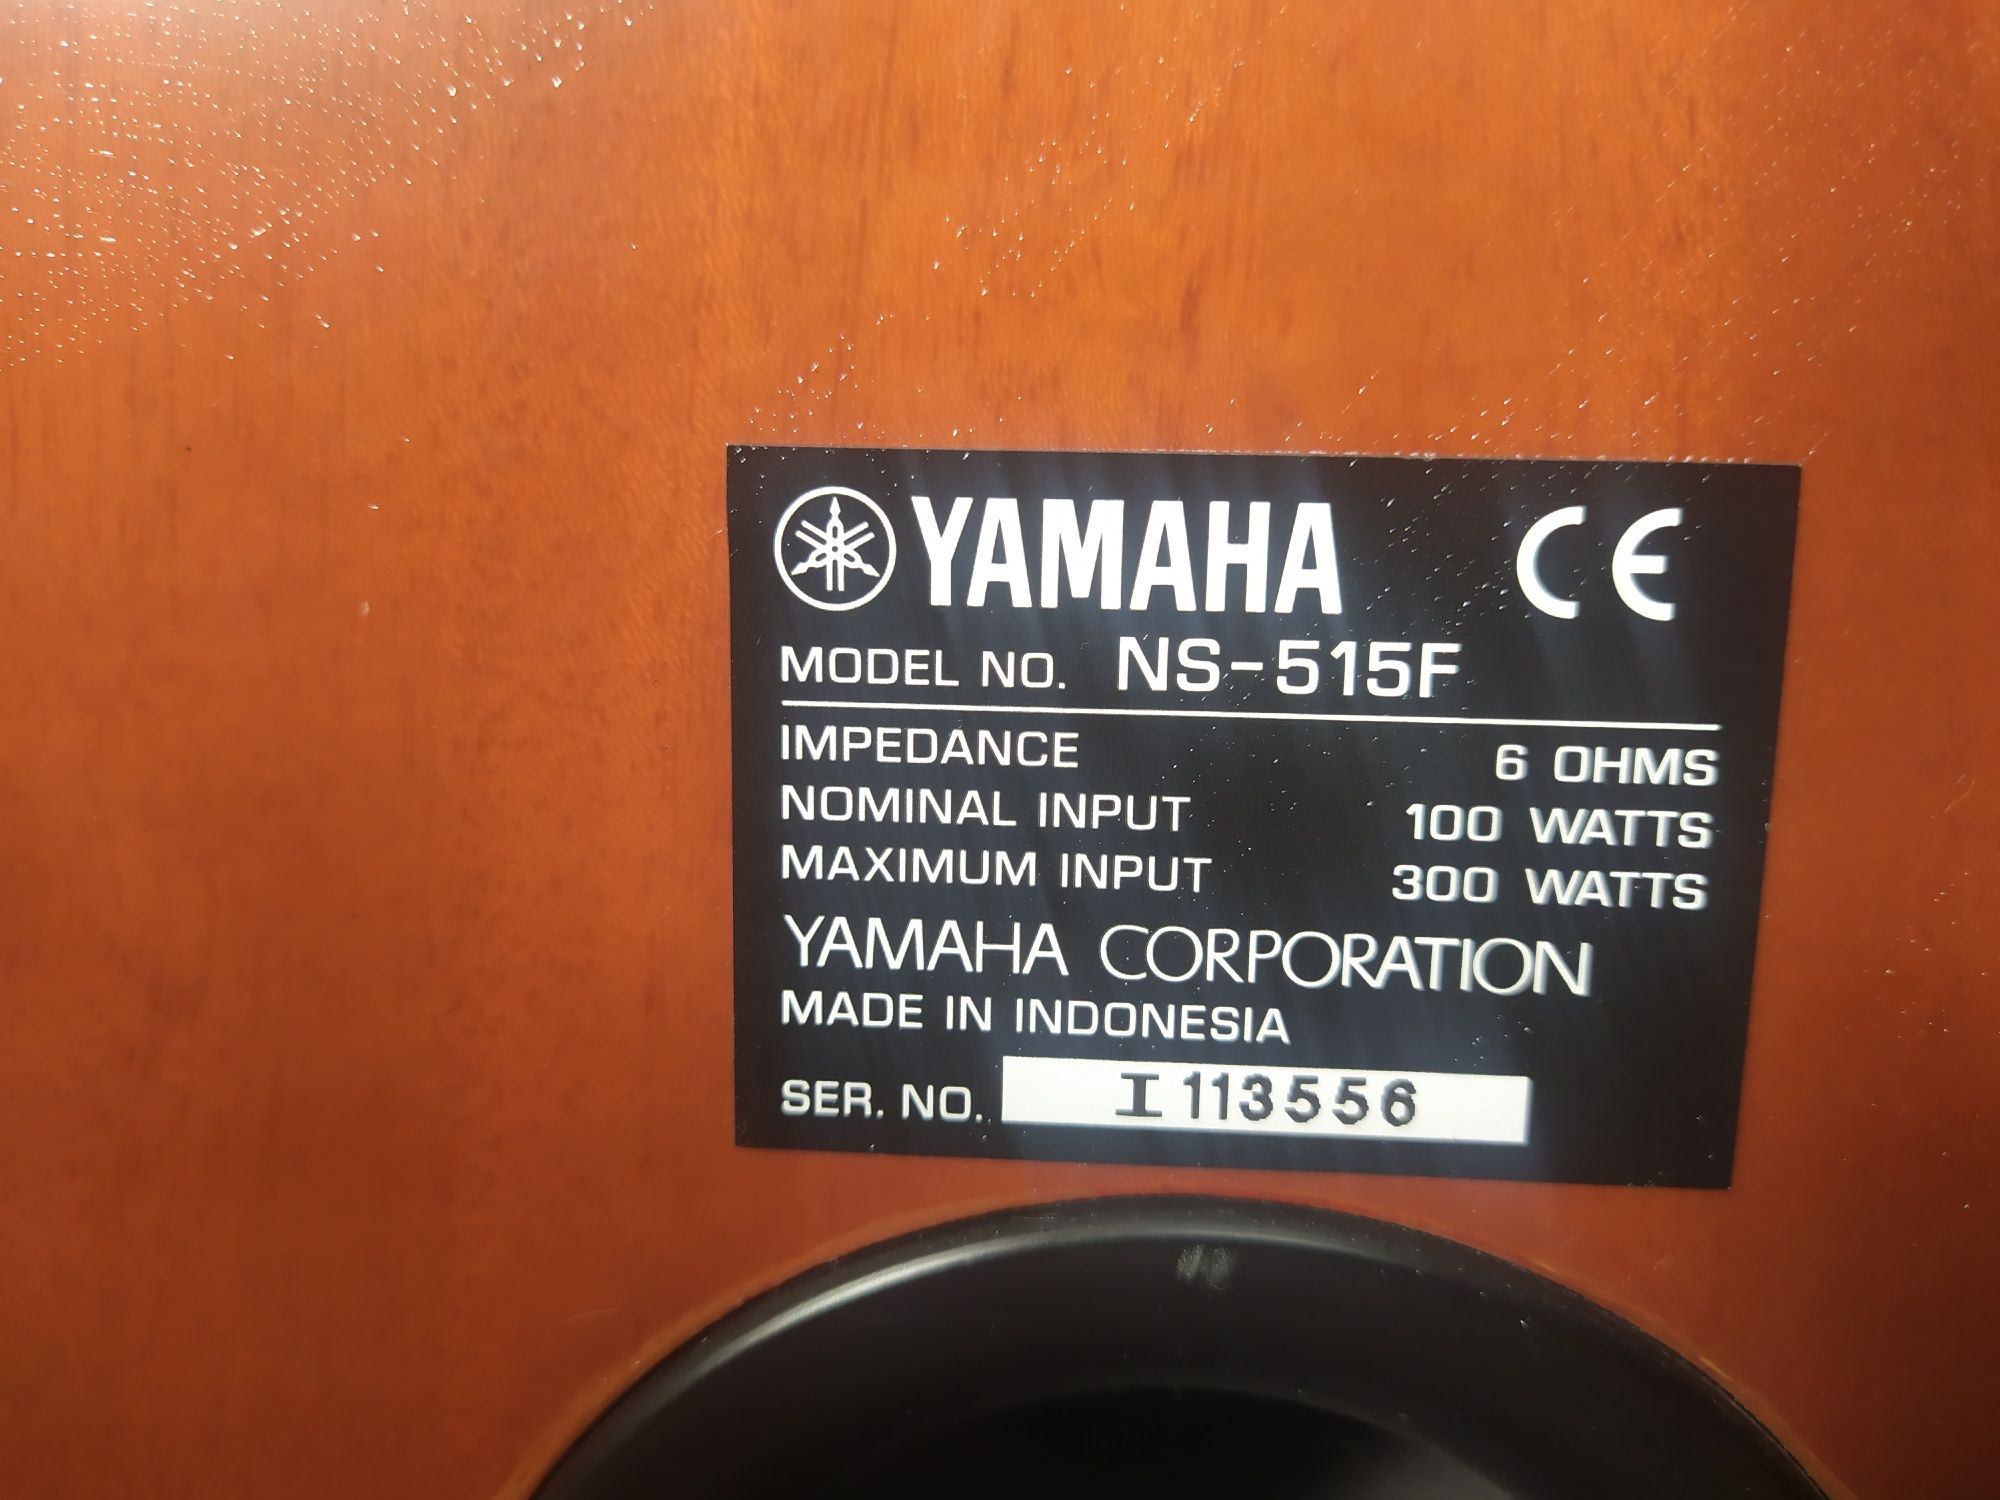 YAMAHA CE
MODEL NO. NS-515F
IMPEDANCE 6 OHMS
NOMINAL INPUT 100 WATTS
MAXIMUM INPUT 300 WATTS
YAMAHA CORPORATION
MADE IN INDONESIA
SER. NO. I113556